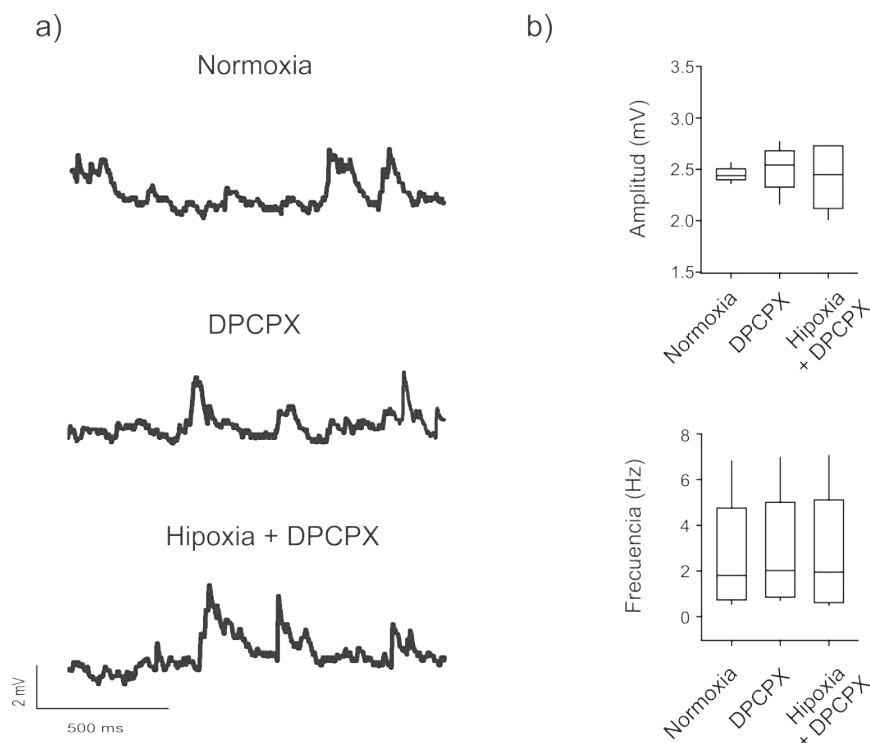 a)
Normoxia
DPCPX
Hipoxia + DPCPX
2 mV
500 ms
b)
Amplitud (mV)
3.5
3.0
2.5
2.0
1.5
Normoxia
DPCPX
Hipoxia
+ DPCPX
Frecuencia (Hz)
8
6
4
2
0
Normoxia
DPCPX
Hipoxia
+ DPCPX